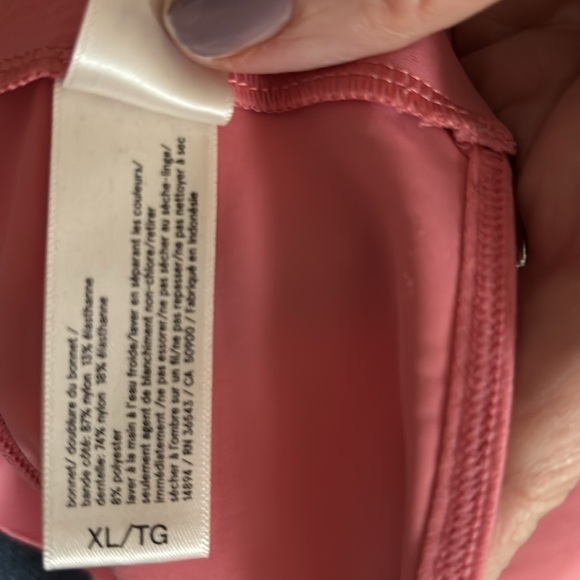 bonnet/ doublure du bonnet /
bande côté: 87% nylon 13% élasthanne
dentelle: 74% nylon 18% élasthanne
8% polyester
laver à la main à l'eau froide/laver en séparant les couleurs/
seulement agent de blanchiment non-chlore/retirer
immédiatement /ne pas essorer/ne pas sécher au sèche-linge/
sécher à l'ombre sur un fil/ne pas repasser/ne pas nettoyer à sec
14894 / RN 36543 / CA 50900 / Fabriqué en Indonésie
XL/TG